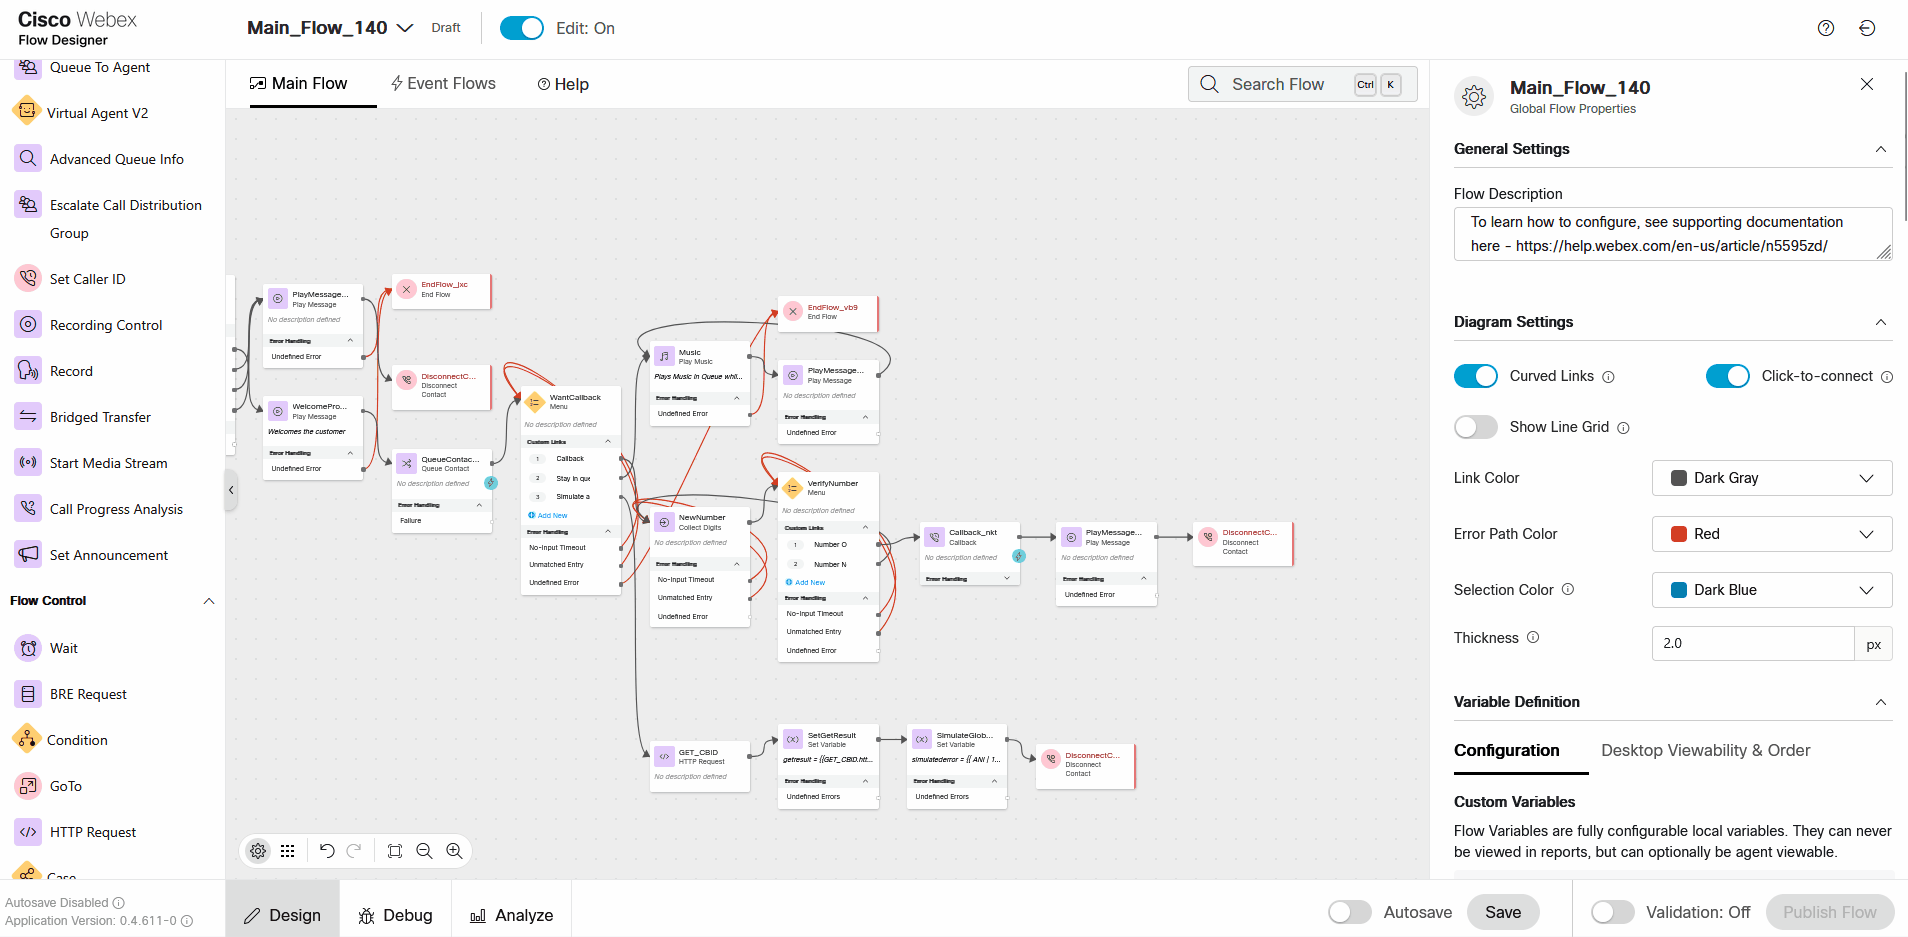 Cisco Webex
Flow Designer
Main_Flow_140
Draft
Edit: On
Queue To Agent
Virtual Agent V2
Advanced Queue Info
Escalate Call Distribution
Group
Set Caller ID
Recording Control
Record
Bridged Transfer
Start Media Stream
Call Progress Analysis
Set Announcement
Flow Control
Wait
BRE Request
Condition
GoTo
HTTP Request
Case
Autosave Disabled
Application Version: 0.4.611-0
Main Flow
Event Flows
Help
Search Flow
Ctrl
K
PlayMessage...
Play Message
No description defined
Error Handling
Undefined Error
WelcomePro...
Play Message
Welcomes the customer
Error Handling
Undefined Error
EndFlow_jxc
End Flow
DisconnectC...
Disconnect
Contact
QueueContac...
Queue Contact
No description defined
Error Handling
Failure
WantCallback
Menu
No description defined
Custom Links
1 Callback
2 Stay in que
3 Simulate a
Add New
Error Handling
No-Input Timeout
Unmatched Entry
Undefined Error
Music
Play Music
Plays Music in Queue whil...
Error Handling
Undefined Error
EndFlow_vb9
End Flow
PlayMessage...
Play Message
No description defined
Error Handling
Undefined Error
NewNumber
Collect Digits
No description defined
Error Handling
No-Input Timeout
Unmatched Entry
Undefined Error
VerifyNumber
Menu
No description defined
Custom Links
1 Number O
2 Number N
Add New
Error Handling
No-Input Timeout
Unmatched Entry
Undefined Error
Callback_nkt
Callback
No description defined
Error Handling
PlayMessage...
Play Message
No description defined
Error Handling
Undefined Error
DisconnectC...
Disconnect
Contact
GET_CBID
HTTP Request
No description defined
SetGetResult
Set Variable
getresult = {{GET_CBID.htt...
Error Handling
Undefined Errors
SimulateGlob...
Set Variable
simulatederror = {{ ANI | 1...
Error Handling
Undefined Errors
DisconnectC...
Disconnect
Contact
Main_Flow_140
Global Flow Properties
General Settings
Flow Description
To learn how to configure, see supporting documentation
here - https://help.webex.com/en-us/article/n5595zd/
Diagram Settings
Curved Links
Click-to-connect
Show Line Grid
Link Color
Dark Gray
Error Path Color
Red
Selection Color
Dark Blue
Thickness
2.0
px
Variable Definition
Configuration
Desktop Viewability & Order
Custom Variables
Flow Variables are fully configurable local variables. They can never
be viewed in reports, but can optionally be agent viewable.
Design
Debug
Analyze
Autosave
Save
Validation: Off
Publish Flow